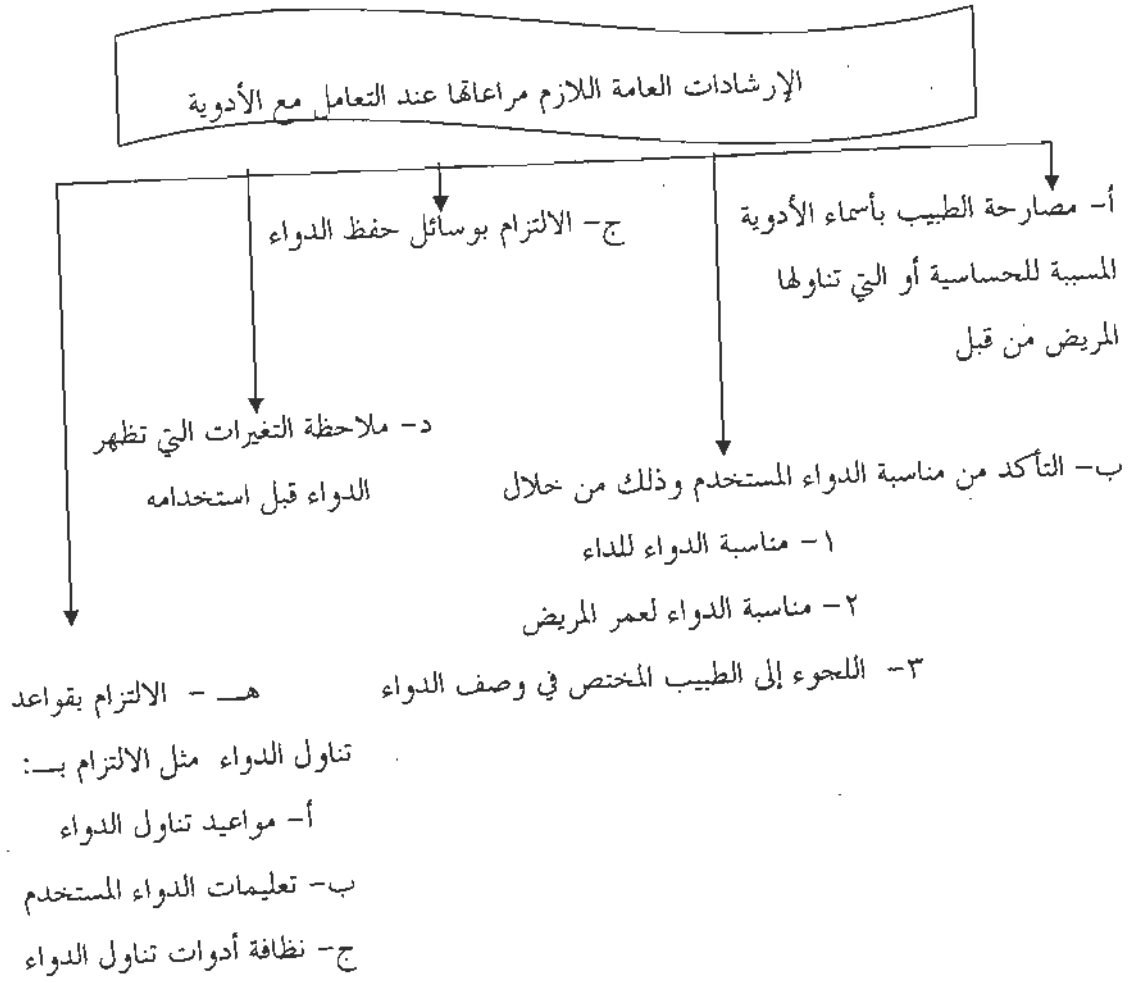 الإرشادات العامة اللازم مراعاتها عند التعامل مع الأدوية
أ- مصارحة الطبيب بأسماء الأدوية
المسببة للحساسية أو التي تناولها
المريض من قبل
ب- التأكد من مناسبة الدواء المستخدم وذلك من خلال
١- مناسبة الدواء للداء
٢- مناسبة الدواء لعمر المريض
٣- اللجوء إلى الطبيب المختص في وصف الدواء
ج- الالتزام بوسائل حفظ الدواء
د- ملاحظة التغيرات التي تظهر
الدواء قبل استخدامه
هــ - الالتزام بقواعد
تناول الدواء مثل الالتزام بــ:
أ- مواعيد تناول الدواء
ب- تعليمات الدواء المستخدم
ج- نظافة أدوات تناول الدواء